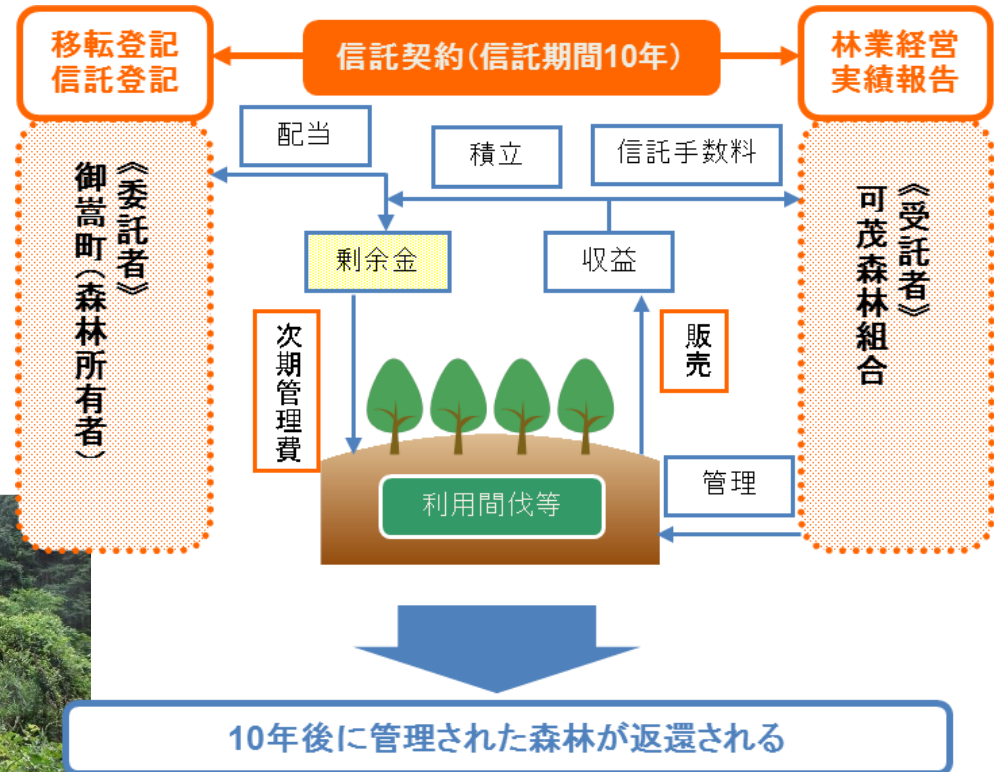 移転登記
信託登記
信託契約(信託期間10年)
林業経営
実績報告
配当
積立
信託手数料
《委託者》
御嵩町(森林所有者)
《受託者》
可茂森林組合
剰余金
収益
次期管理費
販売
利用間伐等
管理
10年後に管理された森林が返還される